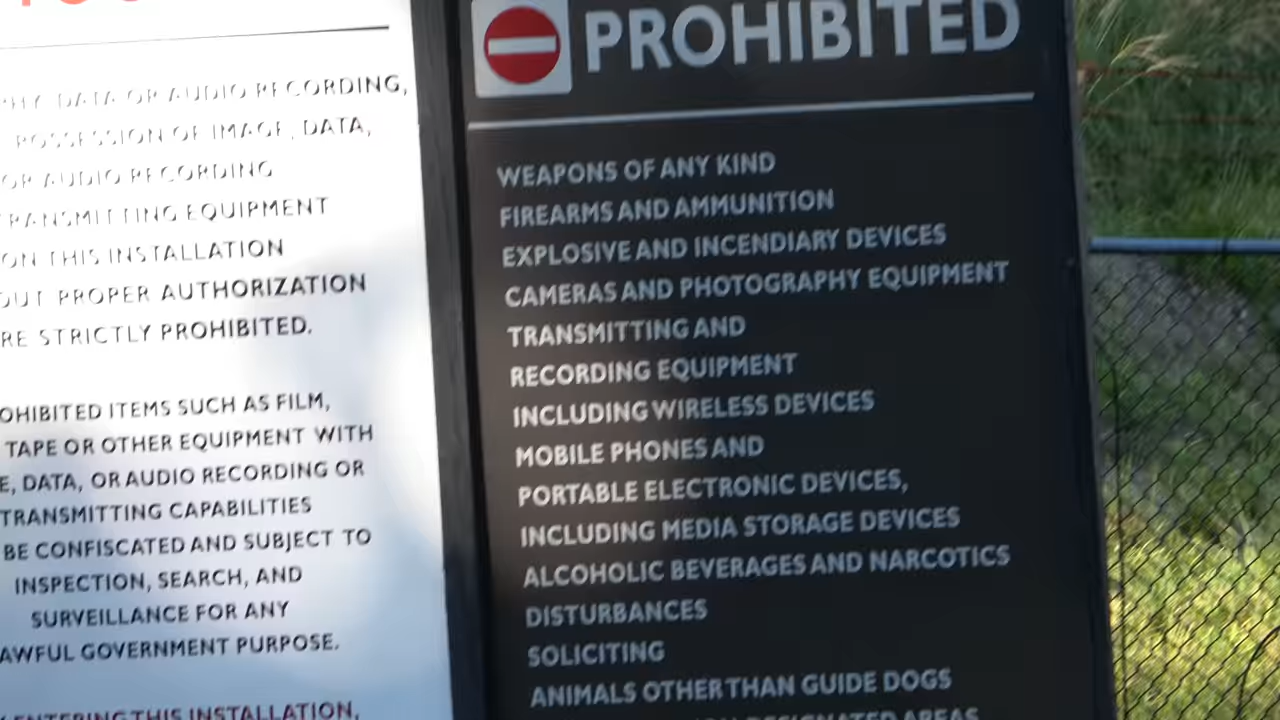 DATA OR AUDIO RECORDING,
POSSESSION OF IMAGE, DATA,
OR AUDIO RECORDING
TRANSMITTING EQUIPMENT
ON THIS INSTALLATION
PROPER AUTHORIZATION
STRICTLY PROHIBITED.
ITEMS SUCH AS FILM,
TAPE OR OTHER EQUIPMENT WITH
DATA, OR AUDIO RECORDING OR
TRANSMITTING CAPABILITIES
BE CONFISCATED AND SUBJECT TO
INSPECTION, SEARCH, AND
SURVEILLANCE FOR ANY
GOVERNMENT PURPOSE.
ENTERING THIS INSTALLATION,
PROHIBITED
WEAPONS OF ANY KIND
FIREARMS AND AMMUNITION
EXPLOSIVE AND INCENDIARY DEVICES
CAMERAS AND PHOTOGRAPHY EQUIPMENT
TRANSMITTING AND
RECORDING EQUIPMENT
INCLUDING WIRELESS DEVICES
MOBILE PHONES AND
PORTABLE ELECTRONIC DEVICES,
INCLUDING MEDIA STORAGE DEVICES
ALCOHOLIC BEVERAGES AND NARCOTICS
DISTURBANCES
SOLICITING
ANIMALS OTHER THAN GUIDE DOGS
DESIGNATED AREAS